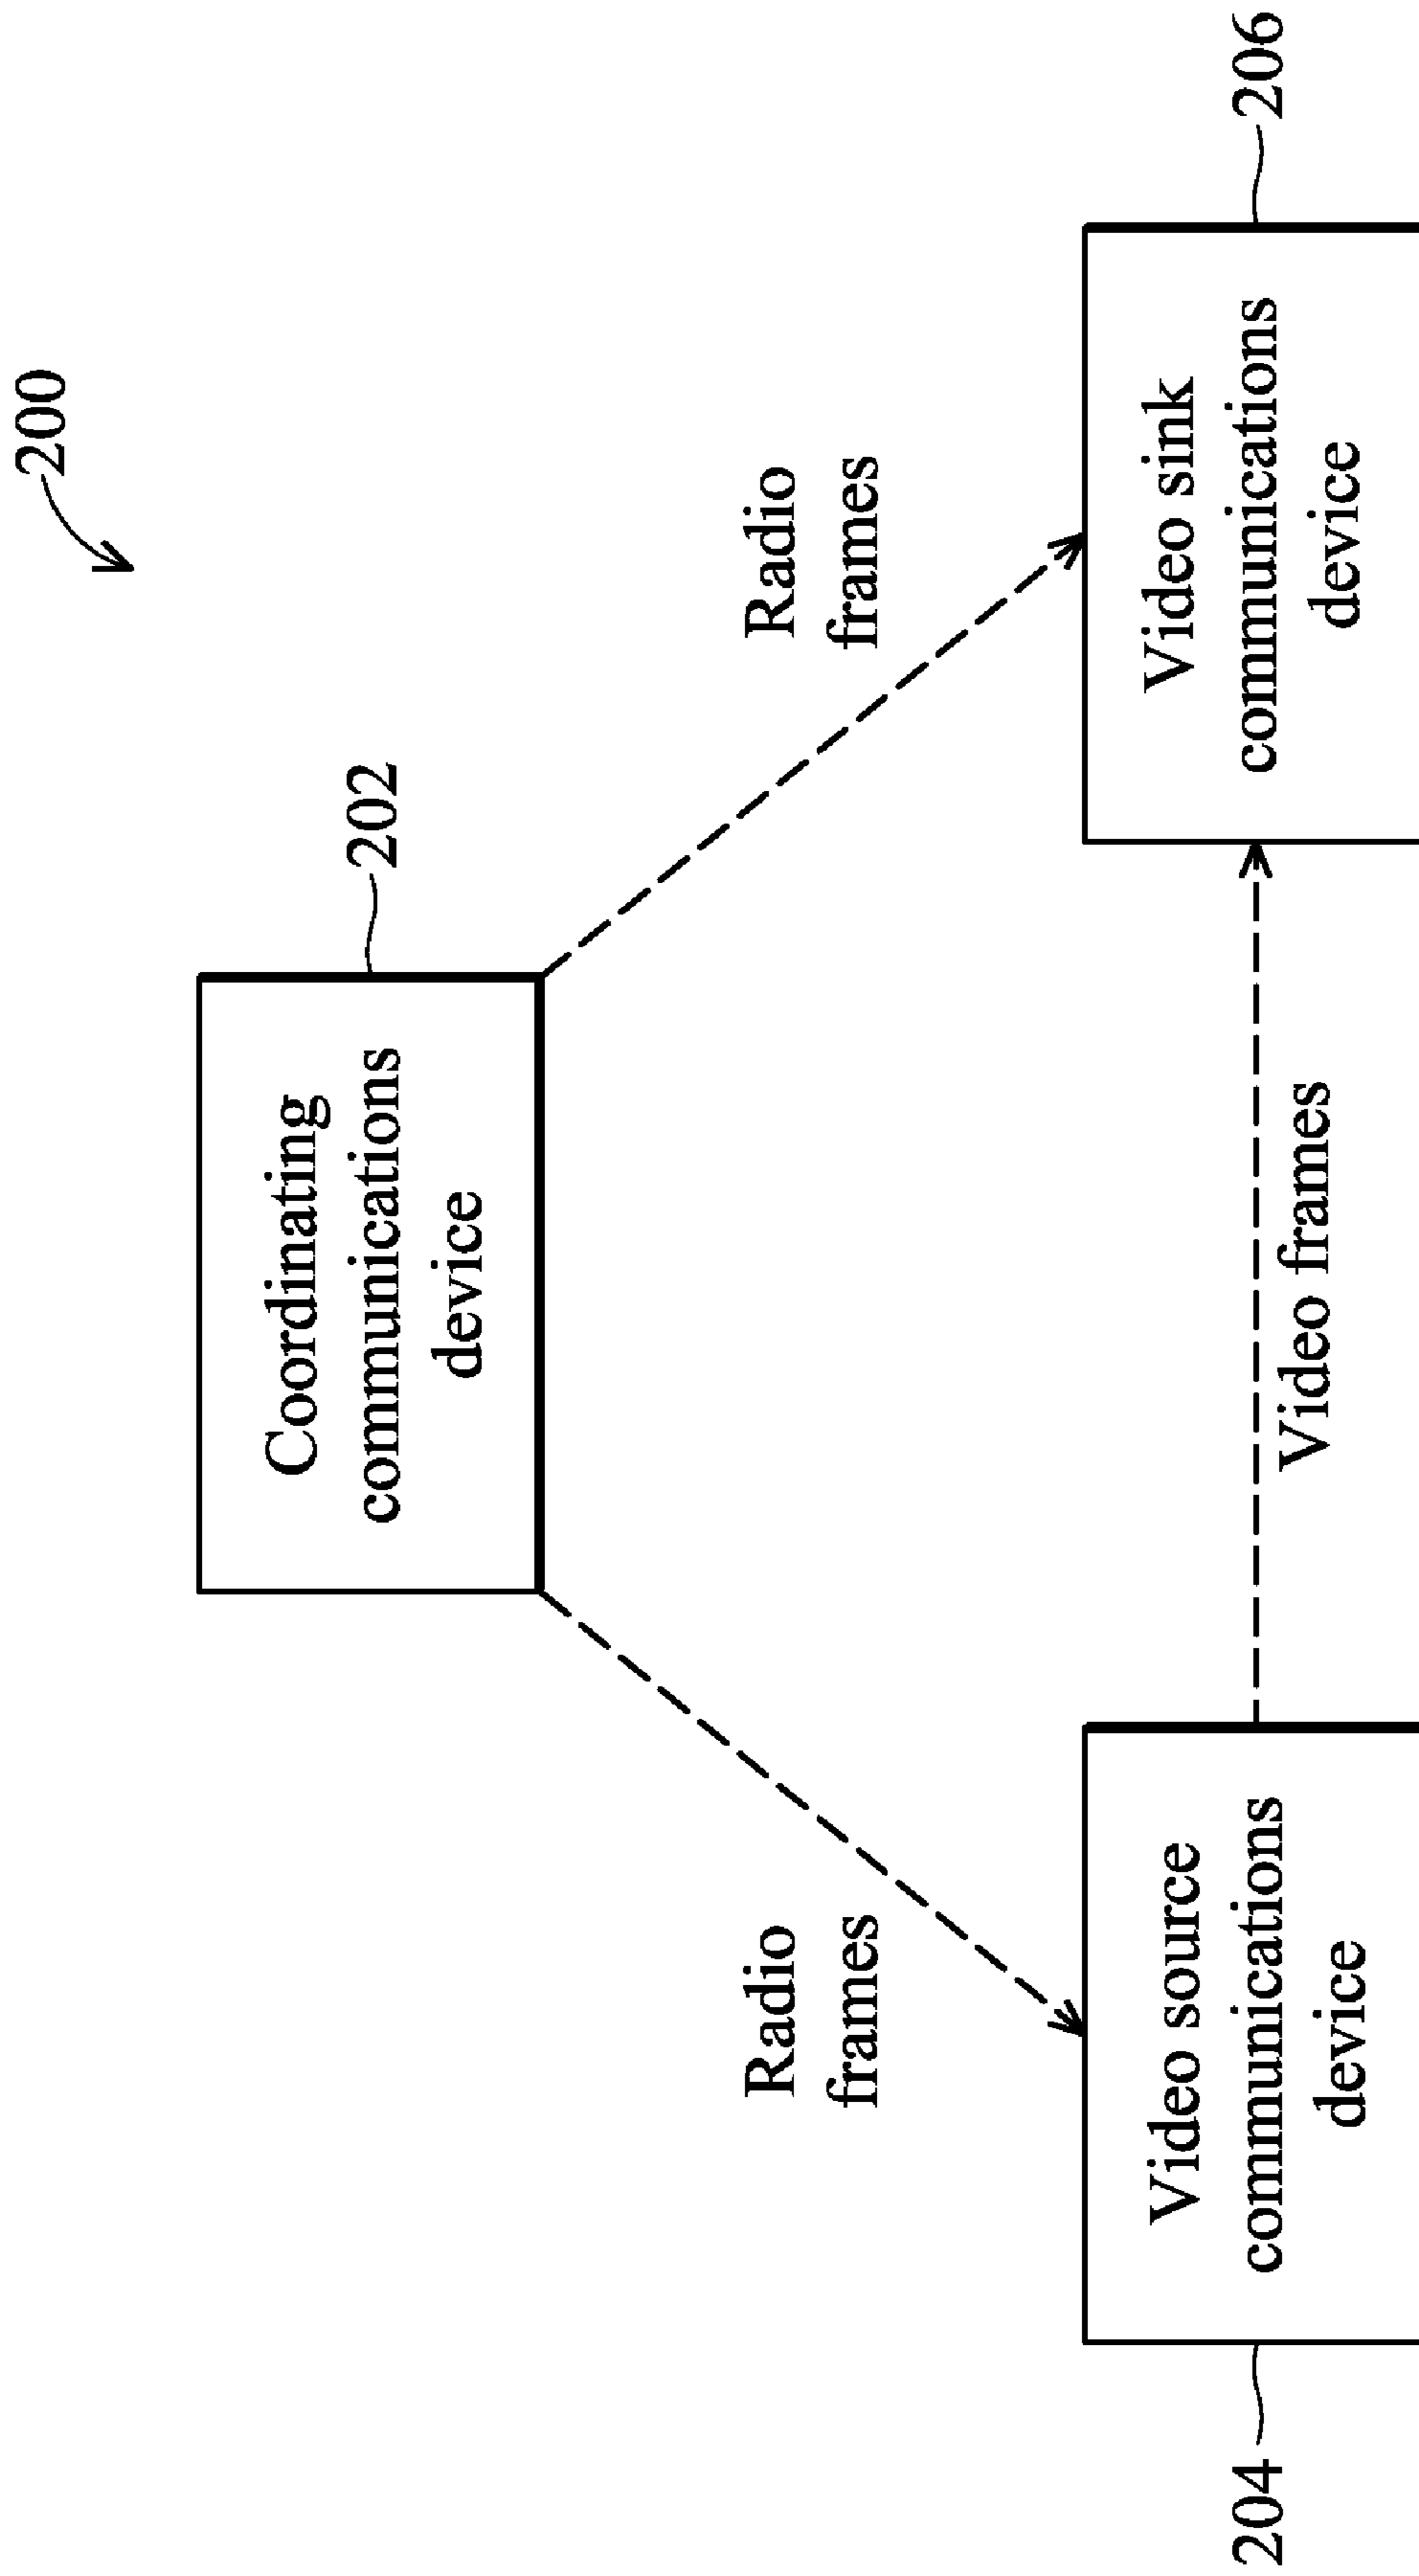 200
Coordinating
communications
device
202
Radio
frames
Radio
frames
204
Video source
communications
device
Video frames
Video sink
communications
device
206